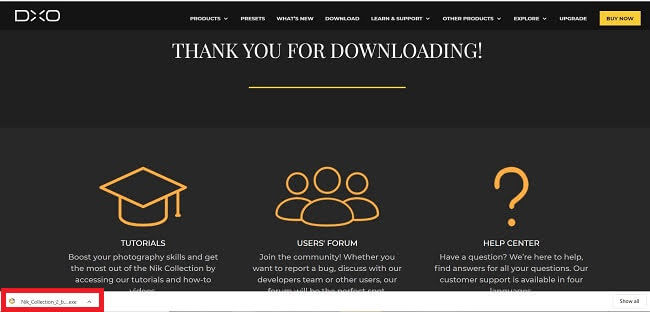 DXO
PRODUCTS PRESETS WHAT'S NEW DOWNLOAD LEARN & SUPPORT OTHER PRODUCTS EXPLORE UPGRADE BUY NOW
THANK YOU FOR DOWNLOADING!
TUTORIALS
Boost your photography skills and get
the most out of the Nik Collection by
accessing our tutorials and how-to
videos.
USERS' FORUM
Join the community! Whether you
want to report a bug, discuss with our
developers team or other users, our
forum will be the perfect spot.
HELP CENTER
Have a question? We're here to help,
find answers for all your questions. Our
customer support is available in four
languages.
Nik_Collection_2_b....exe
Show all